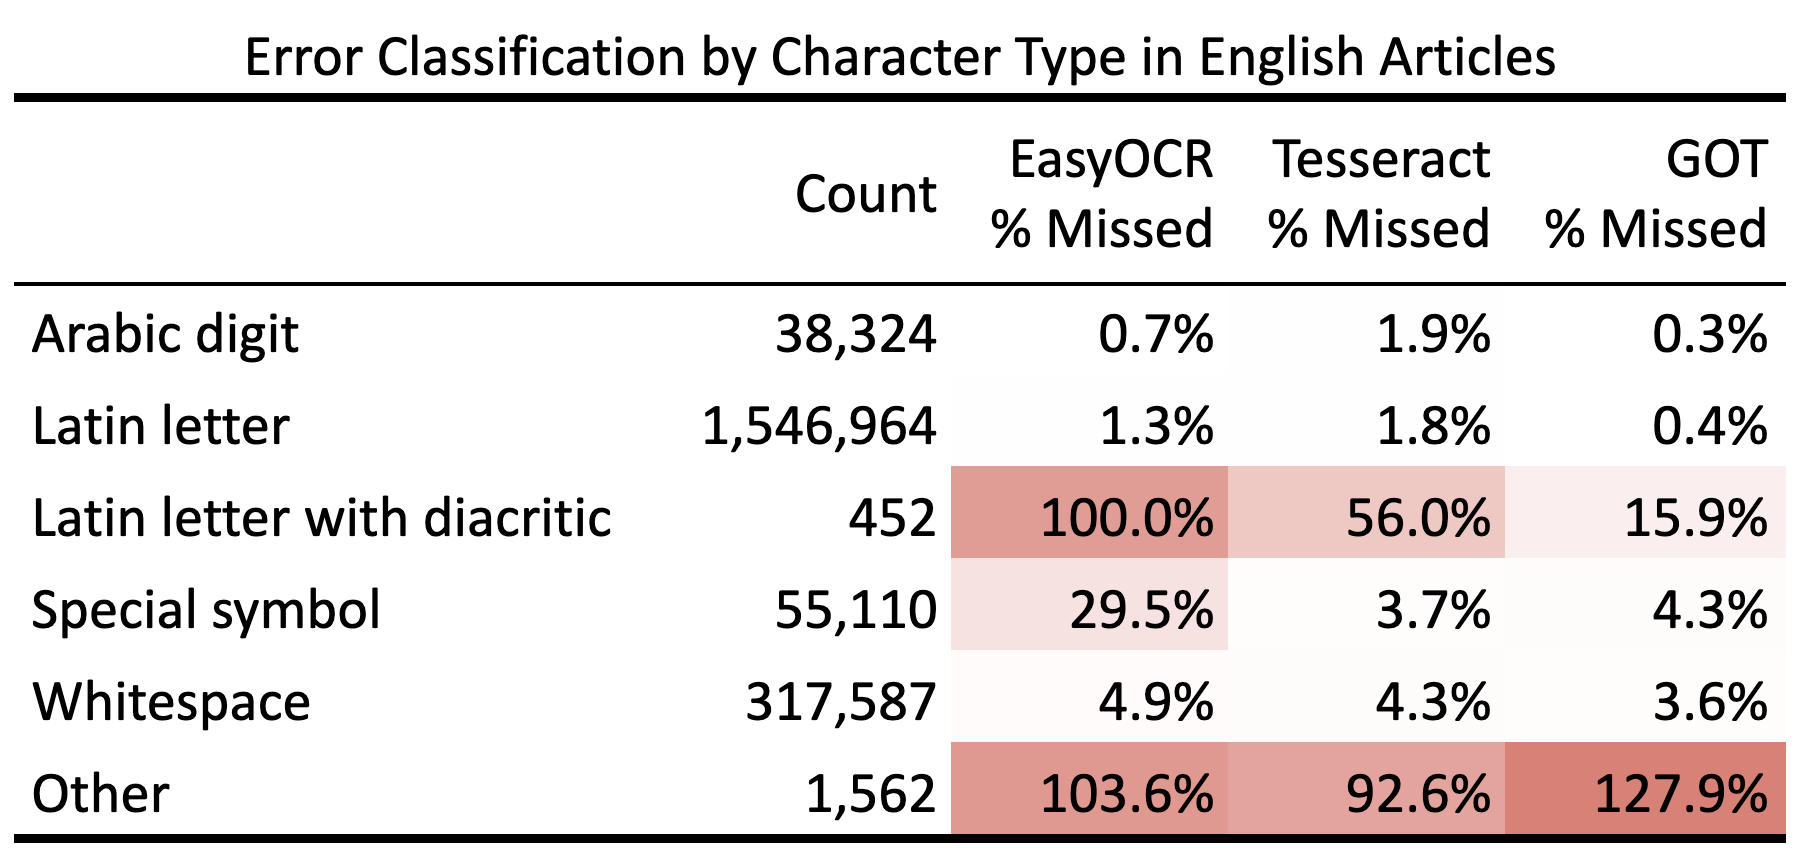 Error Classification by Character Type in English Articles
Count EasyOCR % Missed Tesseract % Missed GOT % Missed
Arabic digit 38,324 0.7% 1.9% 0.3%
Latin letter 1,546,964 1.3% 1.8% 0.4%
Latin letter with diacritic 452 100.0% 56.0% 15.9%
Special symbol 55,110 29.5% 3.7% 4.3%
Whitespace 317,587 4.9% 4.3% 3.6%
Other 1,562 103.6% 92.6% 127.9%